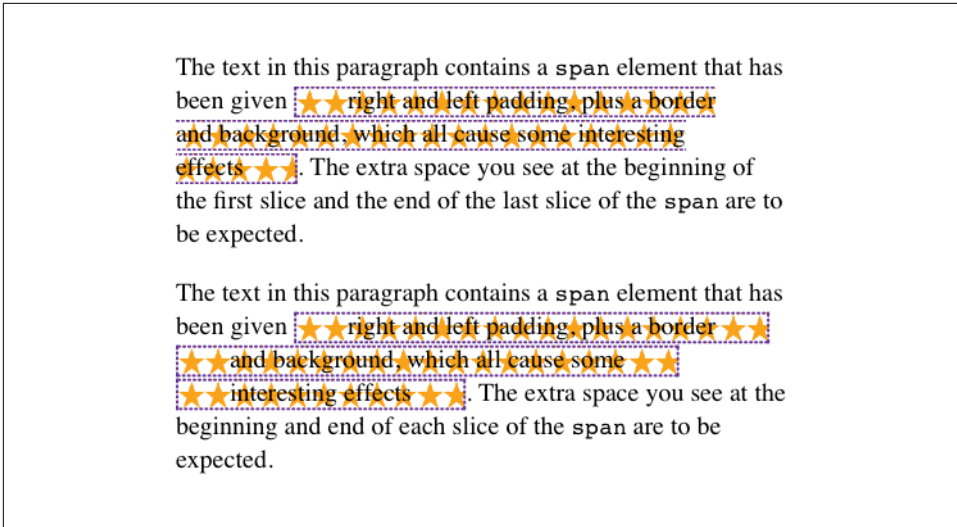 The text in this paragraph contains a span element that has
been given right and left padding, plus a border
and background, which all cause some interesting
effects. The extra space you see at the beginning of
the first slice and the end of the last slice of the span are to
be expected.
The text in this paragraph contains a span element that has
been given right and left padding, plus a border
and background, which all cause some
interesting effects. The extra space you see at the
beginning and end of each slice of the span are to be
expected.